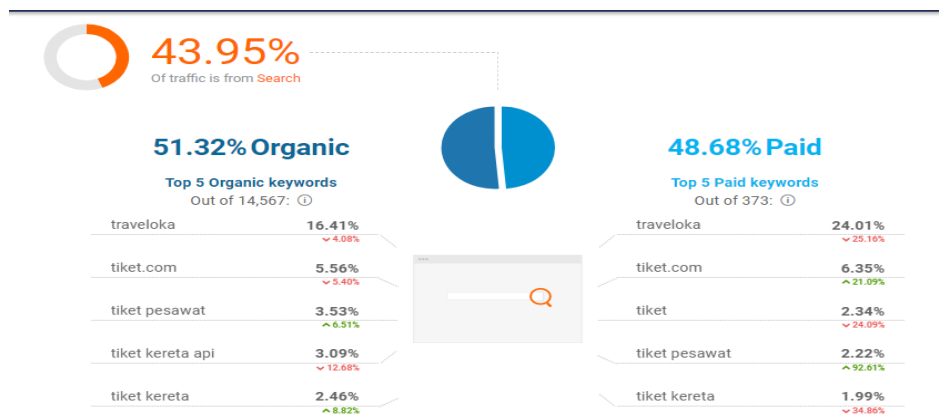 43.95%
Of traffic is from Search
51.32% Organic
Top 5 Organic keywords
Out of 14,567:
traveloka 16.41%
4.08%
tiket.com 5.56%
5.40%
tiket pesawat 3.53%
6.51%
tiket kereta api 3.09%
12.68%
tiket kereta 2.46%
8.82%
48.68% Paid
Top 5 Paid keywords
Out of 373:
traveloka 24.01%
25.16%
tiket.com 6.35%
21.09%
tiket 2.34%
24.09%
tiket pesawat 2.22%
92.61%
tiket kereta 1.99%
34.86%